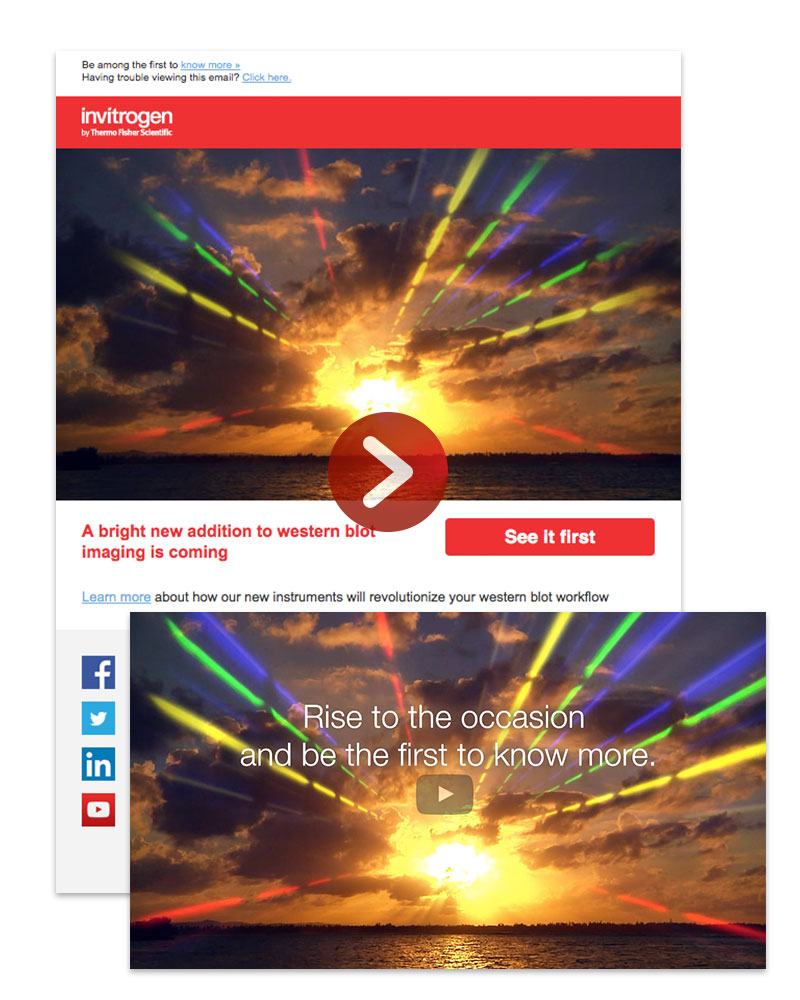 Be among the first to know more »
Having trouble viewing this email? Click here.
invitrogen
by Thermo Fisher Scientific
A bright new addition to western blot
imaging is coming
See it first
Learn more about how our new instruments will revolutionize your western blot workflow
Rise to the occasion
and be the first to know more.